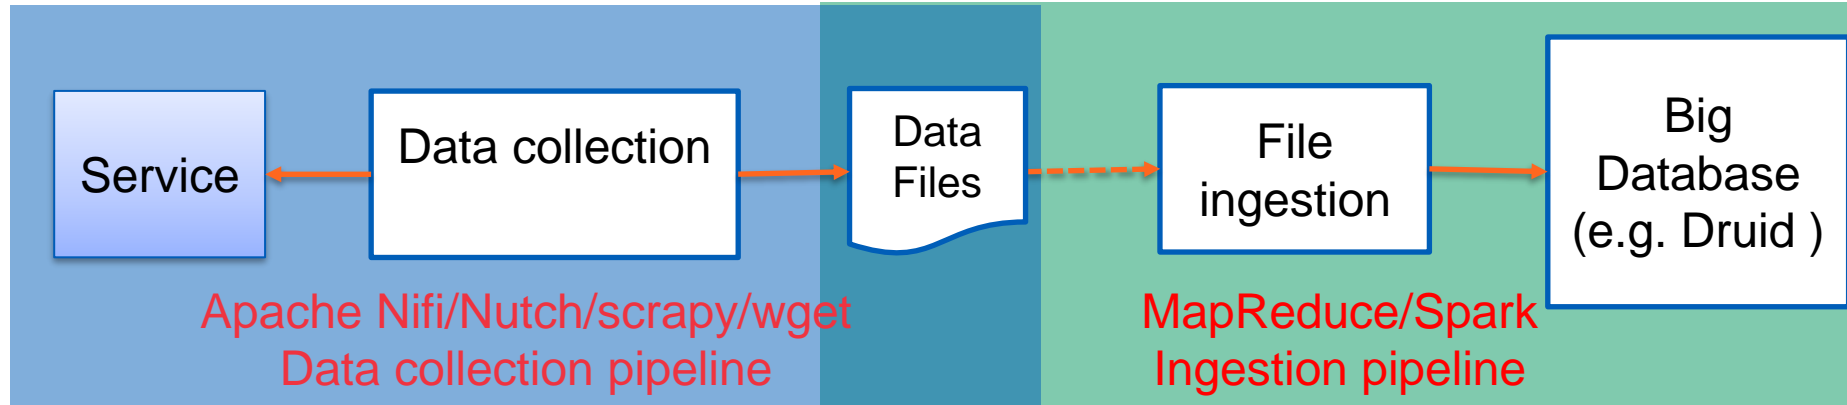 Service
Data collection
Data
Files
File
ingestion
Big
Database
(e.g. Druid )
Apache Nifi/Nutch/scrapy/wget
Data collection pipeline
MapReduce/Spark
Ingestion pipeline